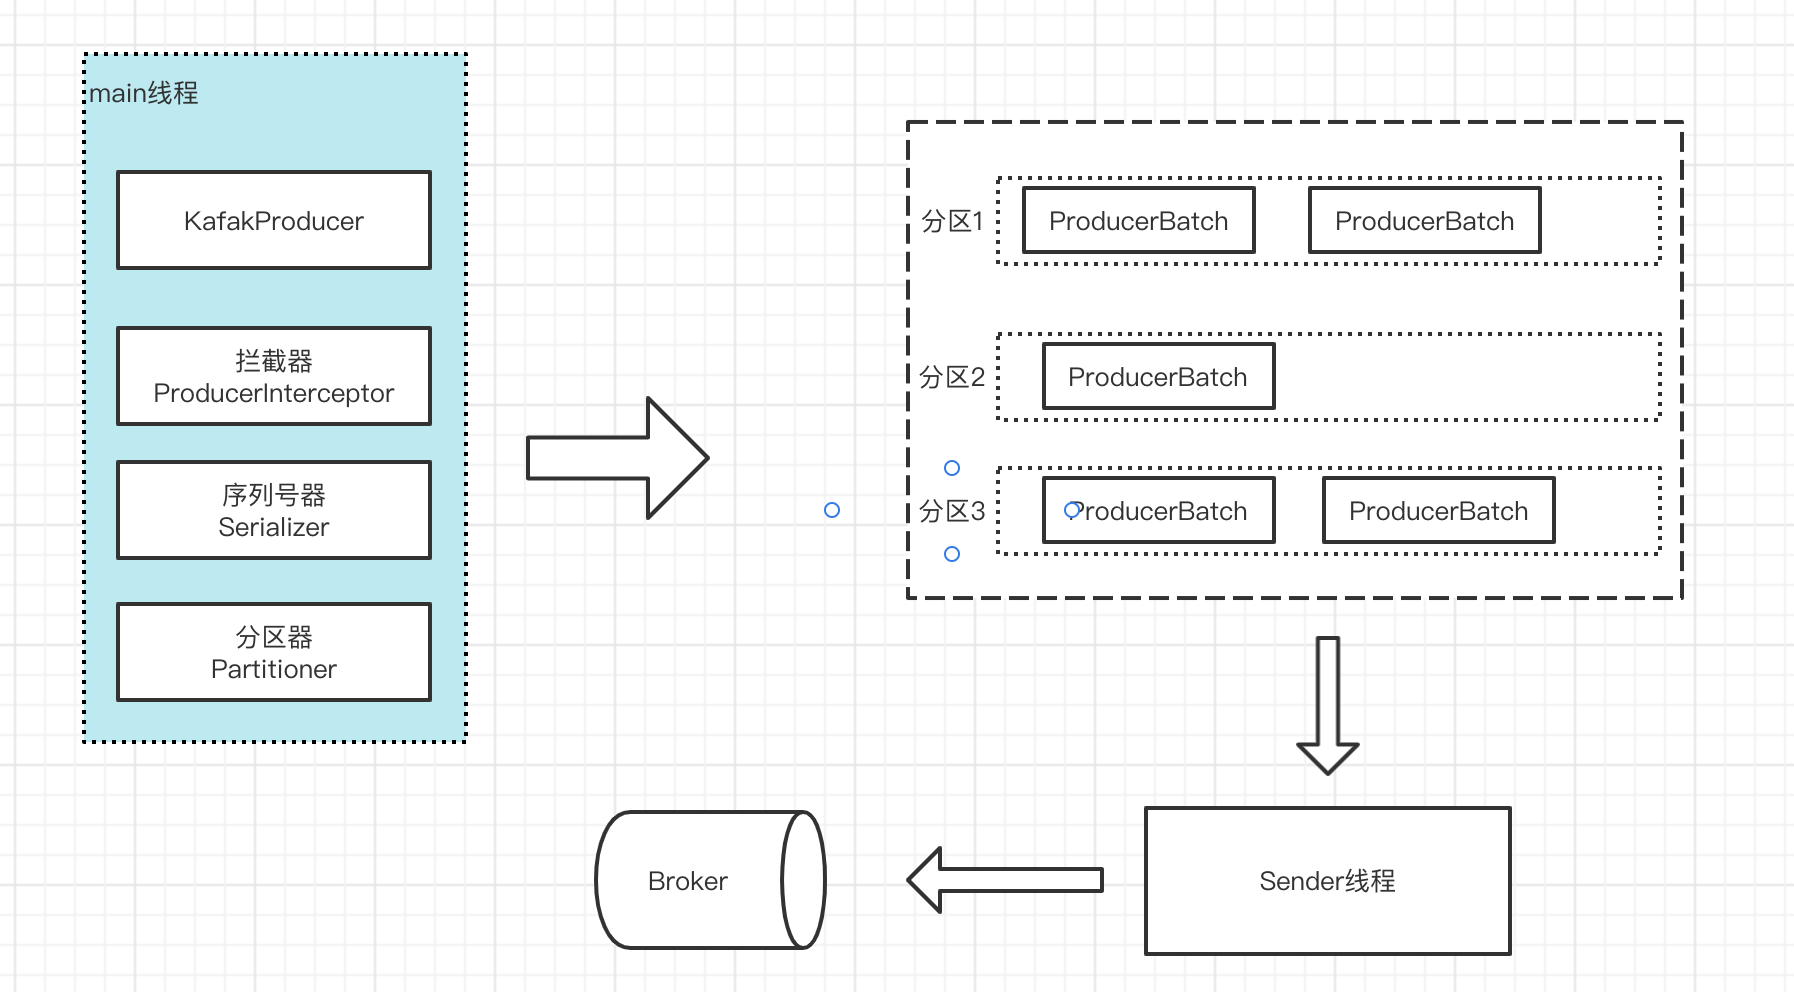 main线程
KafakProducer
拦截器
ProducerInterceptor
序列号器
Serializer
分区器
Partitioner
分区1
ProducerBatch
ProducerBatch
分区2
ProducerBatch
分区3
ProducerBatch
ProducerBatch
Sender线程
Broker